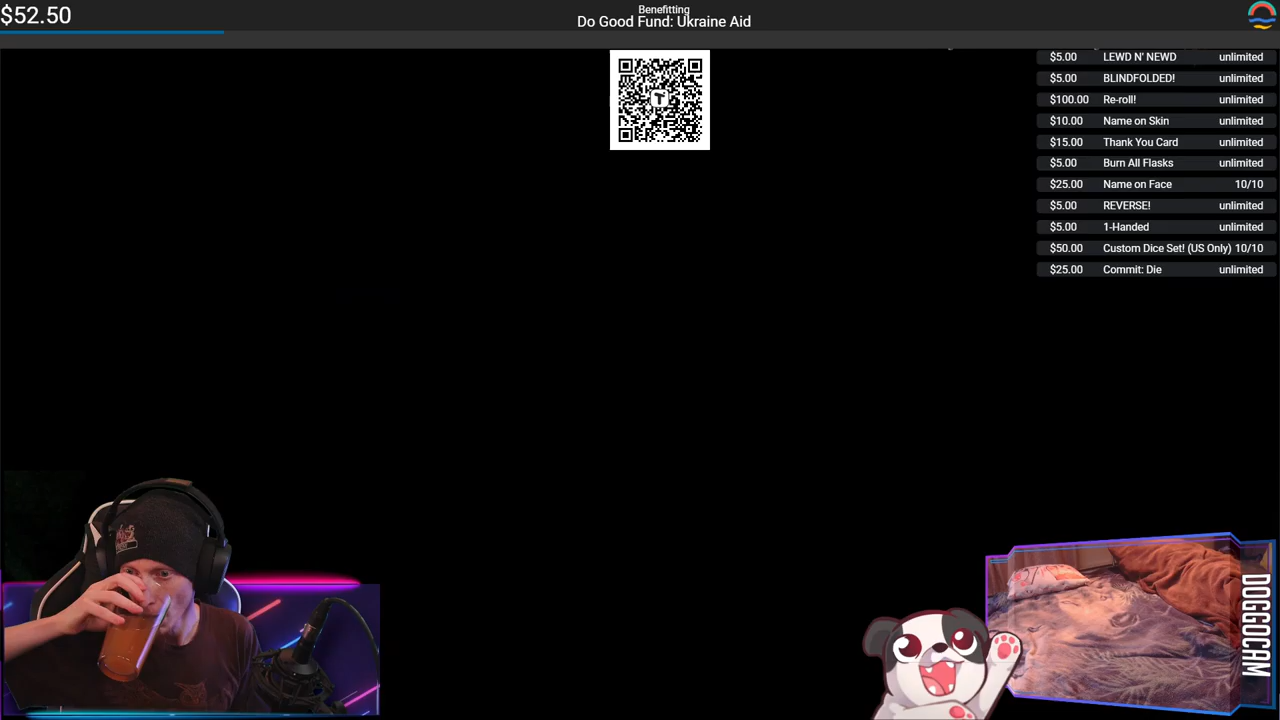 $52.50
Benefitting
Do Good Fund: Ukraine Aid
T
$5.00 LEWD N' NEWD unlimited
$5.00 BLINDFOLDED! unlimited
$100.00 Re-roll! unlimited
$10.00 Name on Skin unlimited
$15.00 Thank You Card unlimited
$5.00 Burn All Flasks unlimited
$25.00 Name on Face 10/10
$5.00 REVERSE! unlimited
$5.00 1-Handed unlimited
$50.00 Custom Dice Set! (US Only) 10/10
$25.00 Commit: Die unlimited
DOGGOCAM